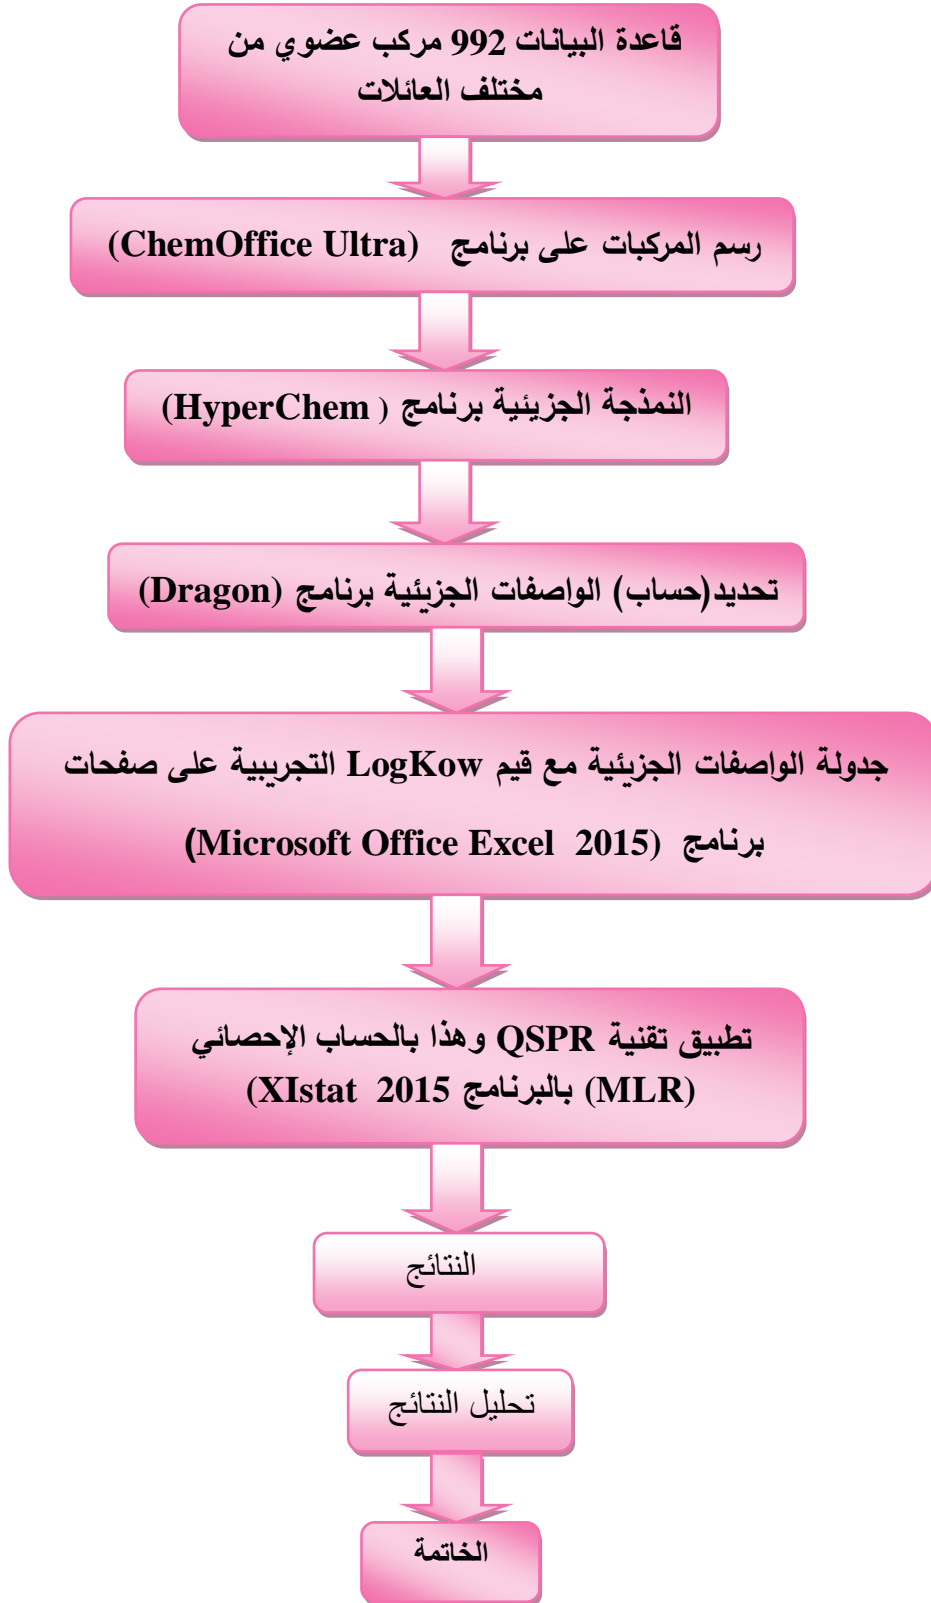 قاعدة البيانات 992 مركب عضوي من
مختلف العائلات
رسم المركبات على برنامج (ChemOffice Ultra)
النمذجة الجزيئية برنامج ( HyperChem)
تحديد(حساب) الواصفات الجزيئية برنامج (Dragon)
جدولة الواصفات الجزيئية مع قيم LogKow التجريبية على صفحات
برنامج (Microsoft Office Excel 2015)
تطبيق تقنية QSPR وهذا بالحساب الإحصائي
(MLR) بالبرنامج XIstat 2015)
النتائج
تحليل النتائج
الخاتمة